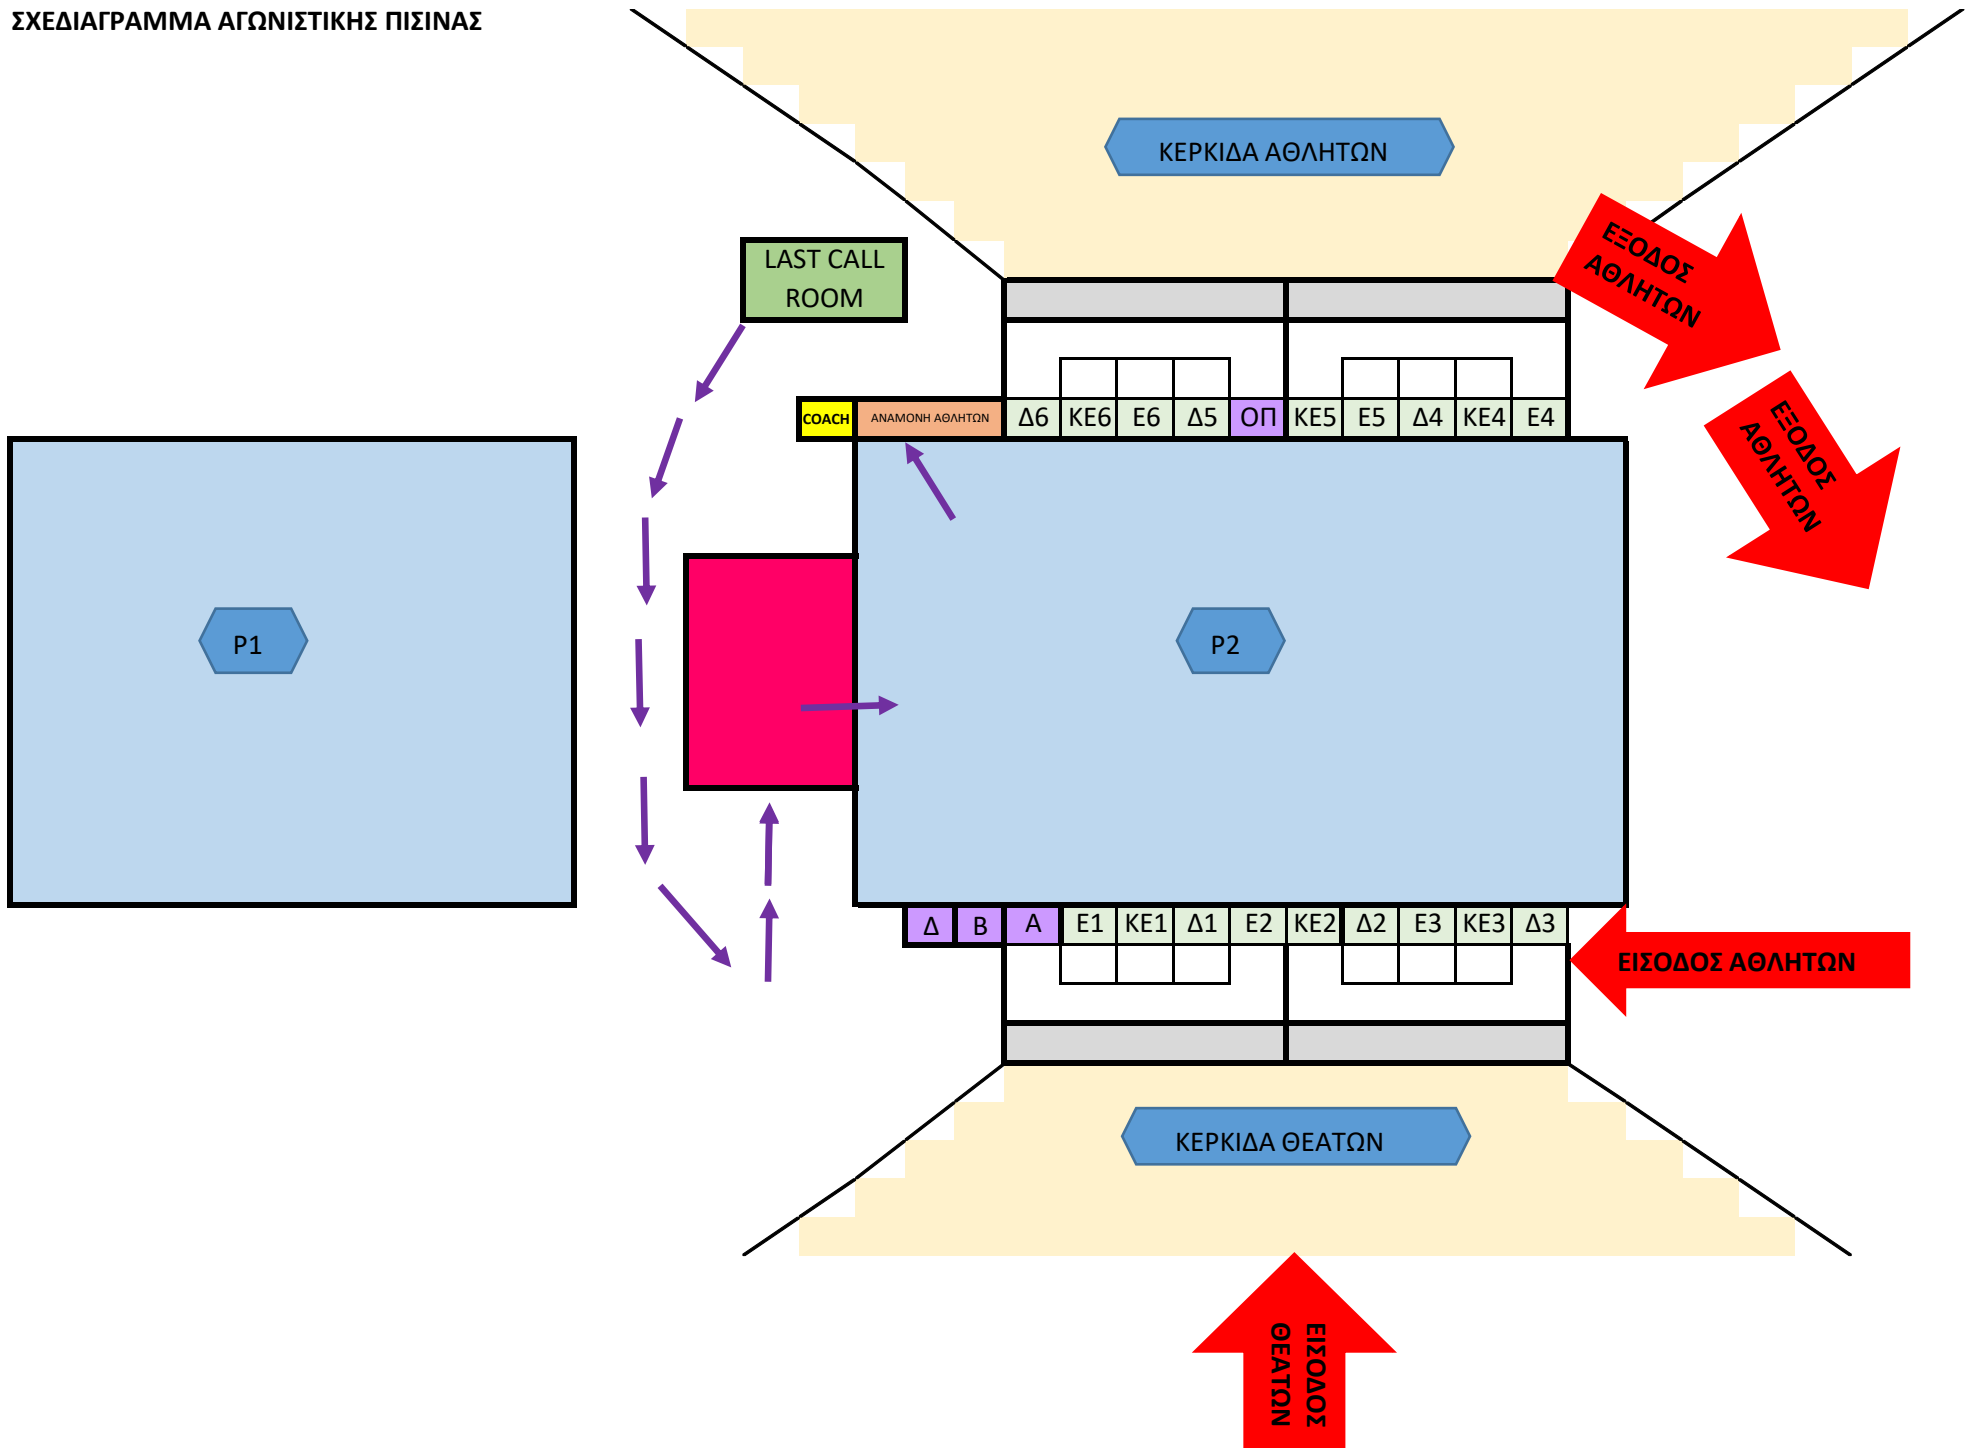 ΣΧΕΔΙΑΓΡΑΜΜΑ ΑΓΩΝΙΣΤΙΚΗΣ ΠΙΣΙΝΑΣ
ΚΕΡΚΙΔΑ ΑΘΛΗΤΩΝ
LAST CALL
ROOM
ΕΞΟΔΟΣ
ΑΘΛΗΤΩΝ
COACH ΑΝΑΜΟΝΗ ΑΘΛΗΤΩΝ Δ6 ΚΕ6 Ε6 Δ5 ΟΠ ΚΕ5 Ε5 Δ4 ΚΕ4 Ε4
ΕΞΟΔΟΣ
ΑΘΛΗΤΩΝ
P1
P2
Δ Β Α Ε1 ΚΕ1 Δ1 Ε2 ΚΕ2 Δ2 Ε3 ΚΕ3 Δ3
ΕΙΣΟΔΟΣ ΑΘΛΗΤΩΝ
ΚΕΡΚΙΔΑ ΘΕΑΤΩΝ
ΕΙΣΟΔΟΣ
ΘΕΑΤΩΝ